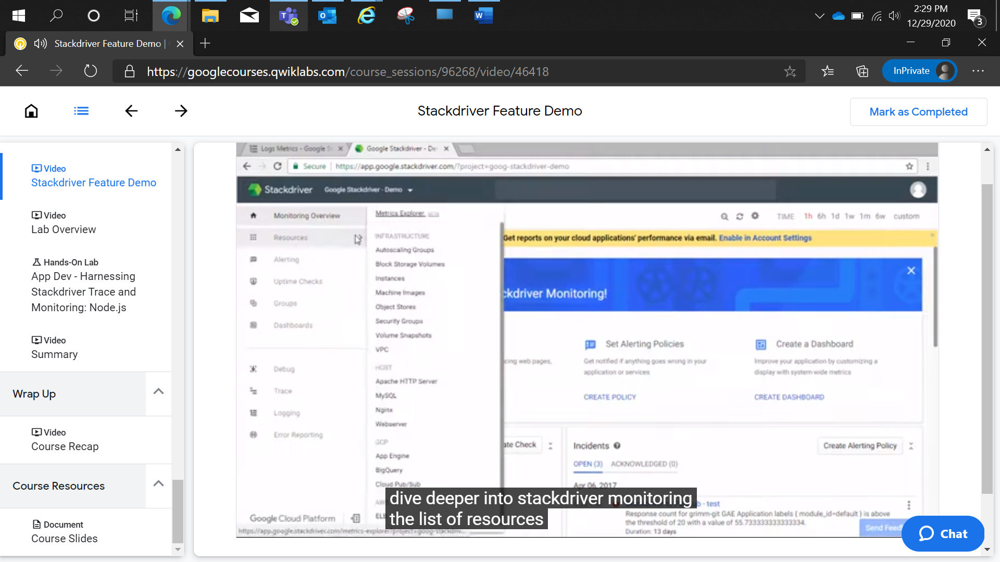 2:29 PM
12/29/2020
3
Stackdriver Feature Demo |
https://googlecourses.qwiklabs.com/course_sessions/96268/video/46418
InPrivate
Stackdriver Feature Demo
Mark as Completed
Video
Stackdriver Feature Demo
Video
Lab Overview
Hands-On Lab
App Dev - Harnessing
Stackdriver Trace and
Monitoring: Node.js
Video
Summary
Wrap Up
Video
Course Recap
Course Resources
Document
Course Slides
Logs Metrics - Google St
Google Stackdriver - De
Secure | https://app.google.stackdriver.com/?project=goog-stackdriver-demo
Stackdriver
Google Stackdriver - Demo
Monitoring Overview
Resources
Alerting
Uptime Checks
Groups
Dashboards
Debug
Trace
Logging
Error Reporting
Google Cloud Platform
Metrics Explorer BETA
INFRASTRUCTURE
Autoscaling Groups
Block Storage Volumes
Instances
Machine Images
Object Stores
Security Groups
Volume Snapshots
VPC
HOST
Apache HTTP Server
MySQL
Nginx
Webserver
GCP
App Engine
BigQuery
Cloud Pub/Sub
AW
ELB
TIME 1h 6h 1d 1w 1m 6w custom
Get reports on your cloud applications' performance via email. Enable in Account Settings
ckdriver Monitoring!
cing web pages,
Set Alerting Policies
Get notified if anything goes wrong in your
application or services
CREATE POLICY
Create a Dashboard
Improve your application by customizing a
display with system-wide metrics
CREATE DASHBOARD
ate Check
Incidents
Create Alerting Policy
OPEN (3) ACKNOWLEDGED (0)
Apr 06, 2017
b - test
Response count for grimm-git GAE Application labels { module_id=default } is above
the threshold of 20 with a value of 55.733333333333334.
Duration: 13 days
Send Feed
https://app.google.stackdriver.com/metrics-explorer?project=goog-stackdriv...
dive deeper into stackdriver monitoring
the list of resources
Chat